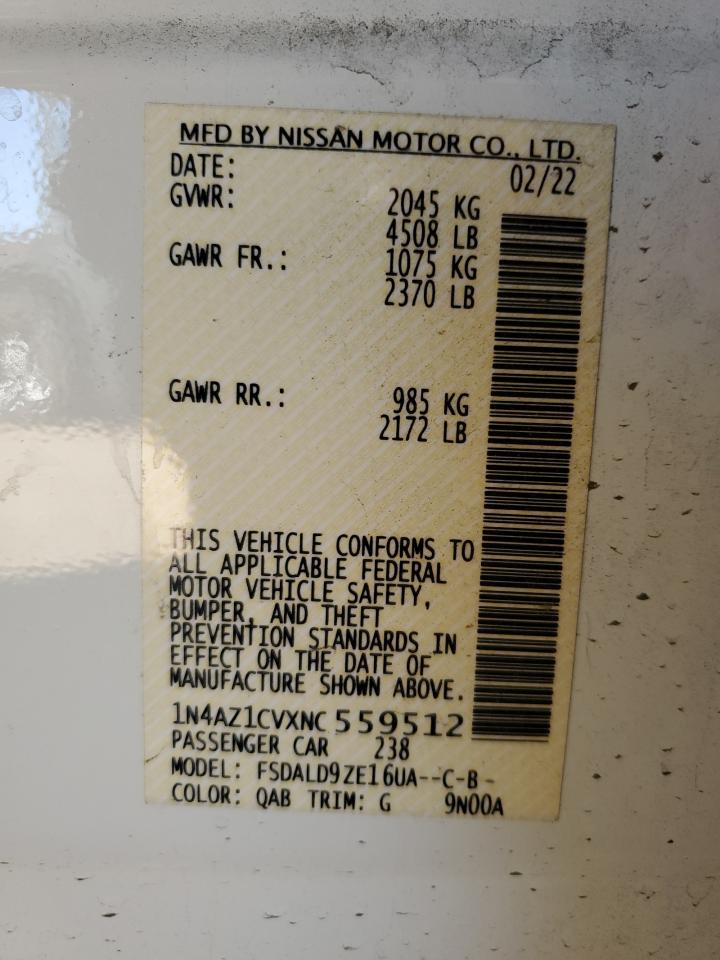 MFD BY NISSAN MOTOR CO., LTD.
DATE: 02/22
GVWR: 2045 KG
4508 LB
GAWR FR.: 1075 KG
2370 LB
GAWR RR.: 985 KG
2172 LB
THIS VEHICLE CONFORMS TO
ALL APPLICABLE FEDERAL
MOTOR VEHICLE SAFETY,
BUMPER, AND THEFT
PREVENTION STANDARDS IN
EFFECT ON THE DATE OF
MANUFACTURE SHOWN ABOVE.
1N4AZ1CVXNC 559512
PASSENGER CAR 238
MODEL: FSDALD9ZE16UA--C-B-
COLOR: QAB TRIM: G 9N00A